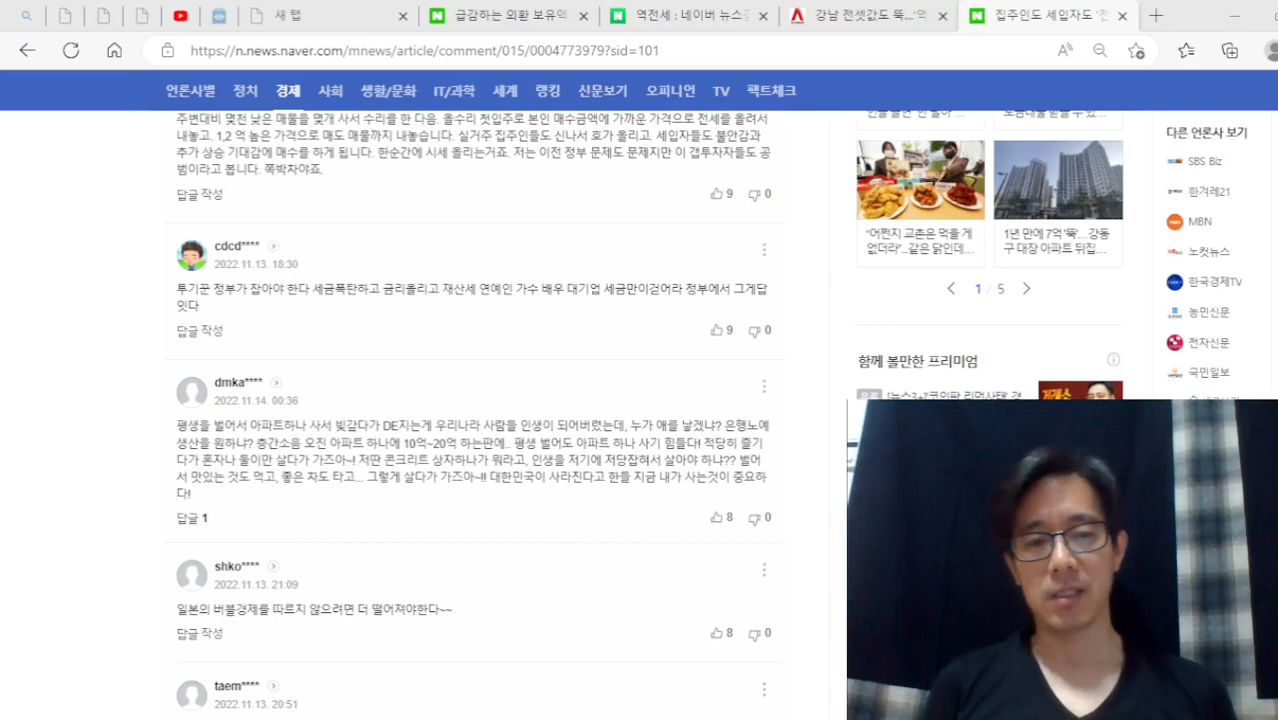 새 탭
급감하는 외환 보유액
역전세 : 네이버 뉴스검
강남 전셋값도 뚝...'역
집주인도 세입자도 '전
https://n.news.naver.com/mnews/article/comment/015/0004773979?sid=101
언론사별 정치 경제 사회 생활/문화 IT/과학 세계 랭킹 신문보기 오피니언 TV 팩트체크
주변대비 몇천 낮은 매물을 몇개 사서 수리를 한 다음. 올수리 첫입주로 본인 매수금액에 가까운 가격으로 전세를 올려서
내놓고. 1,2 억 높은 가격으로 매도 매물까지 내놓습니다. 실거주 집주인들도 신나서 호가 올리고, 세입자들도 불안감과
추가 상승 기대감에 매수를 하게 됩니다. 한순간에 시세 올리는거죠. 저는 이전 정부 문제도 문제지만 이 갭투자자들도 공
범이라고 봅니다. 쪽박차야죠.
답글 작성
9 0
cdcd****
2022.11.13. 18:30
투기꾼 정부가 잡아야 한다 세금폭탄하고 금리올리고 재산세 연예인 가수 배우 대기업 세금만이걷어라 정부에서 그게답
잇다
답글 작성
9 0
dmka****
2022.11.14. 00:36
평생을 벌어서 아파트하나 사서 빚갚다가 DE지는게 우리나라 사람들 인생이 되어버렸는데, 누가 애를 낳겠냐? 은행노예
생산을 원하냐? 층간소음 오진 아파트 하나에 10억~20억 하는판에.. 평생 벌어도 아파트 하나 사기 힘들다! 적당히 즐기
다가 혼자나 둘이만 살다가 가즈아~! 저딴 콘크리트 상자하나가 뭐라고, 인생을 저기에 저당잡혀서 살아야 하냐?? 벌어
서 맛있는 것도 먹고, 좋은 차도 타고... 그렇게 살다가 가즈아~!! 대한민국이 사라진다고 한들 지금 내가 사는것이 중요하
다!
답글 1
8 0
shko****
2022.11.13. 21:09
일본의 버블경제를 따르지 않으려면 더 떨어져야한다~~
답글 작성
8 0
taem****
2022.11.13. 20:51
"어쩐지 교촌은 먹을 게
없더라"...같은 닭인데...
1년 만에 7억 '뚝'...강동
구 대장 아파트 뒤집...
1 / 5
함께 볼만한 프리미엄
다른 언론사 보기
SBS Biz
한겨레21
MBN
노컷뉴스
한국경제TV
농민신문
전자신문
국민일보